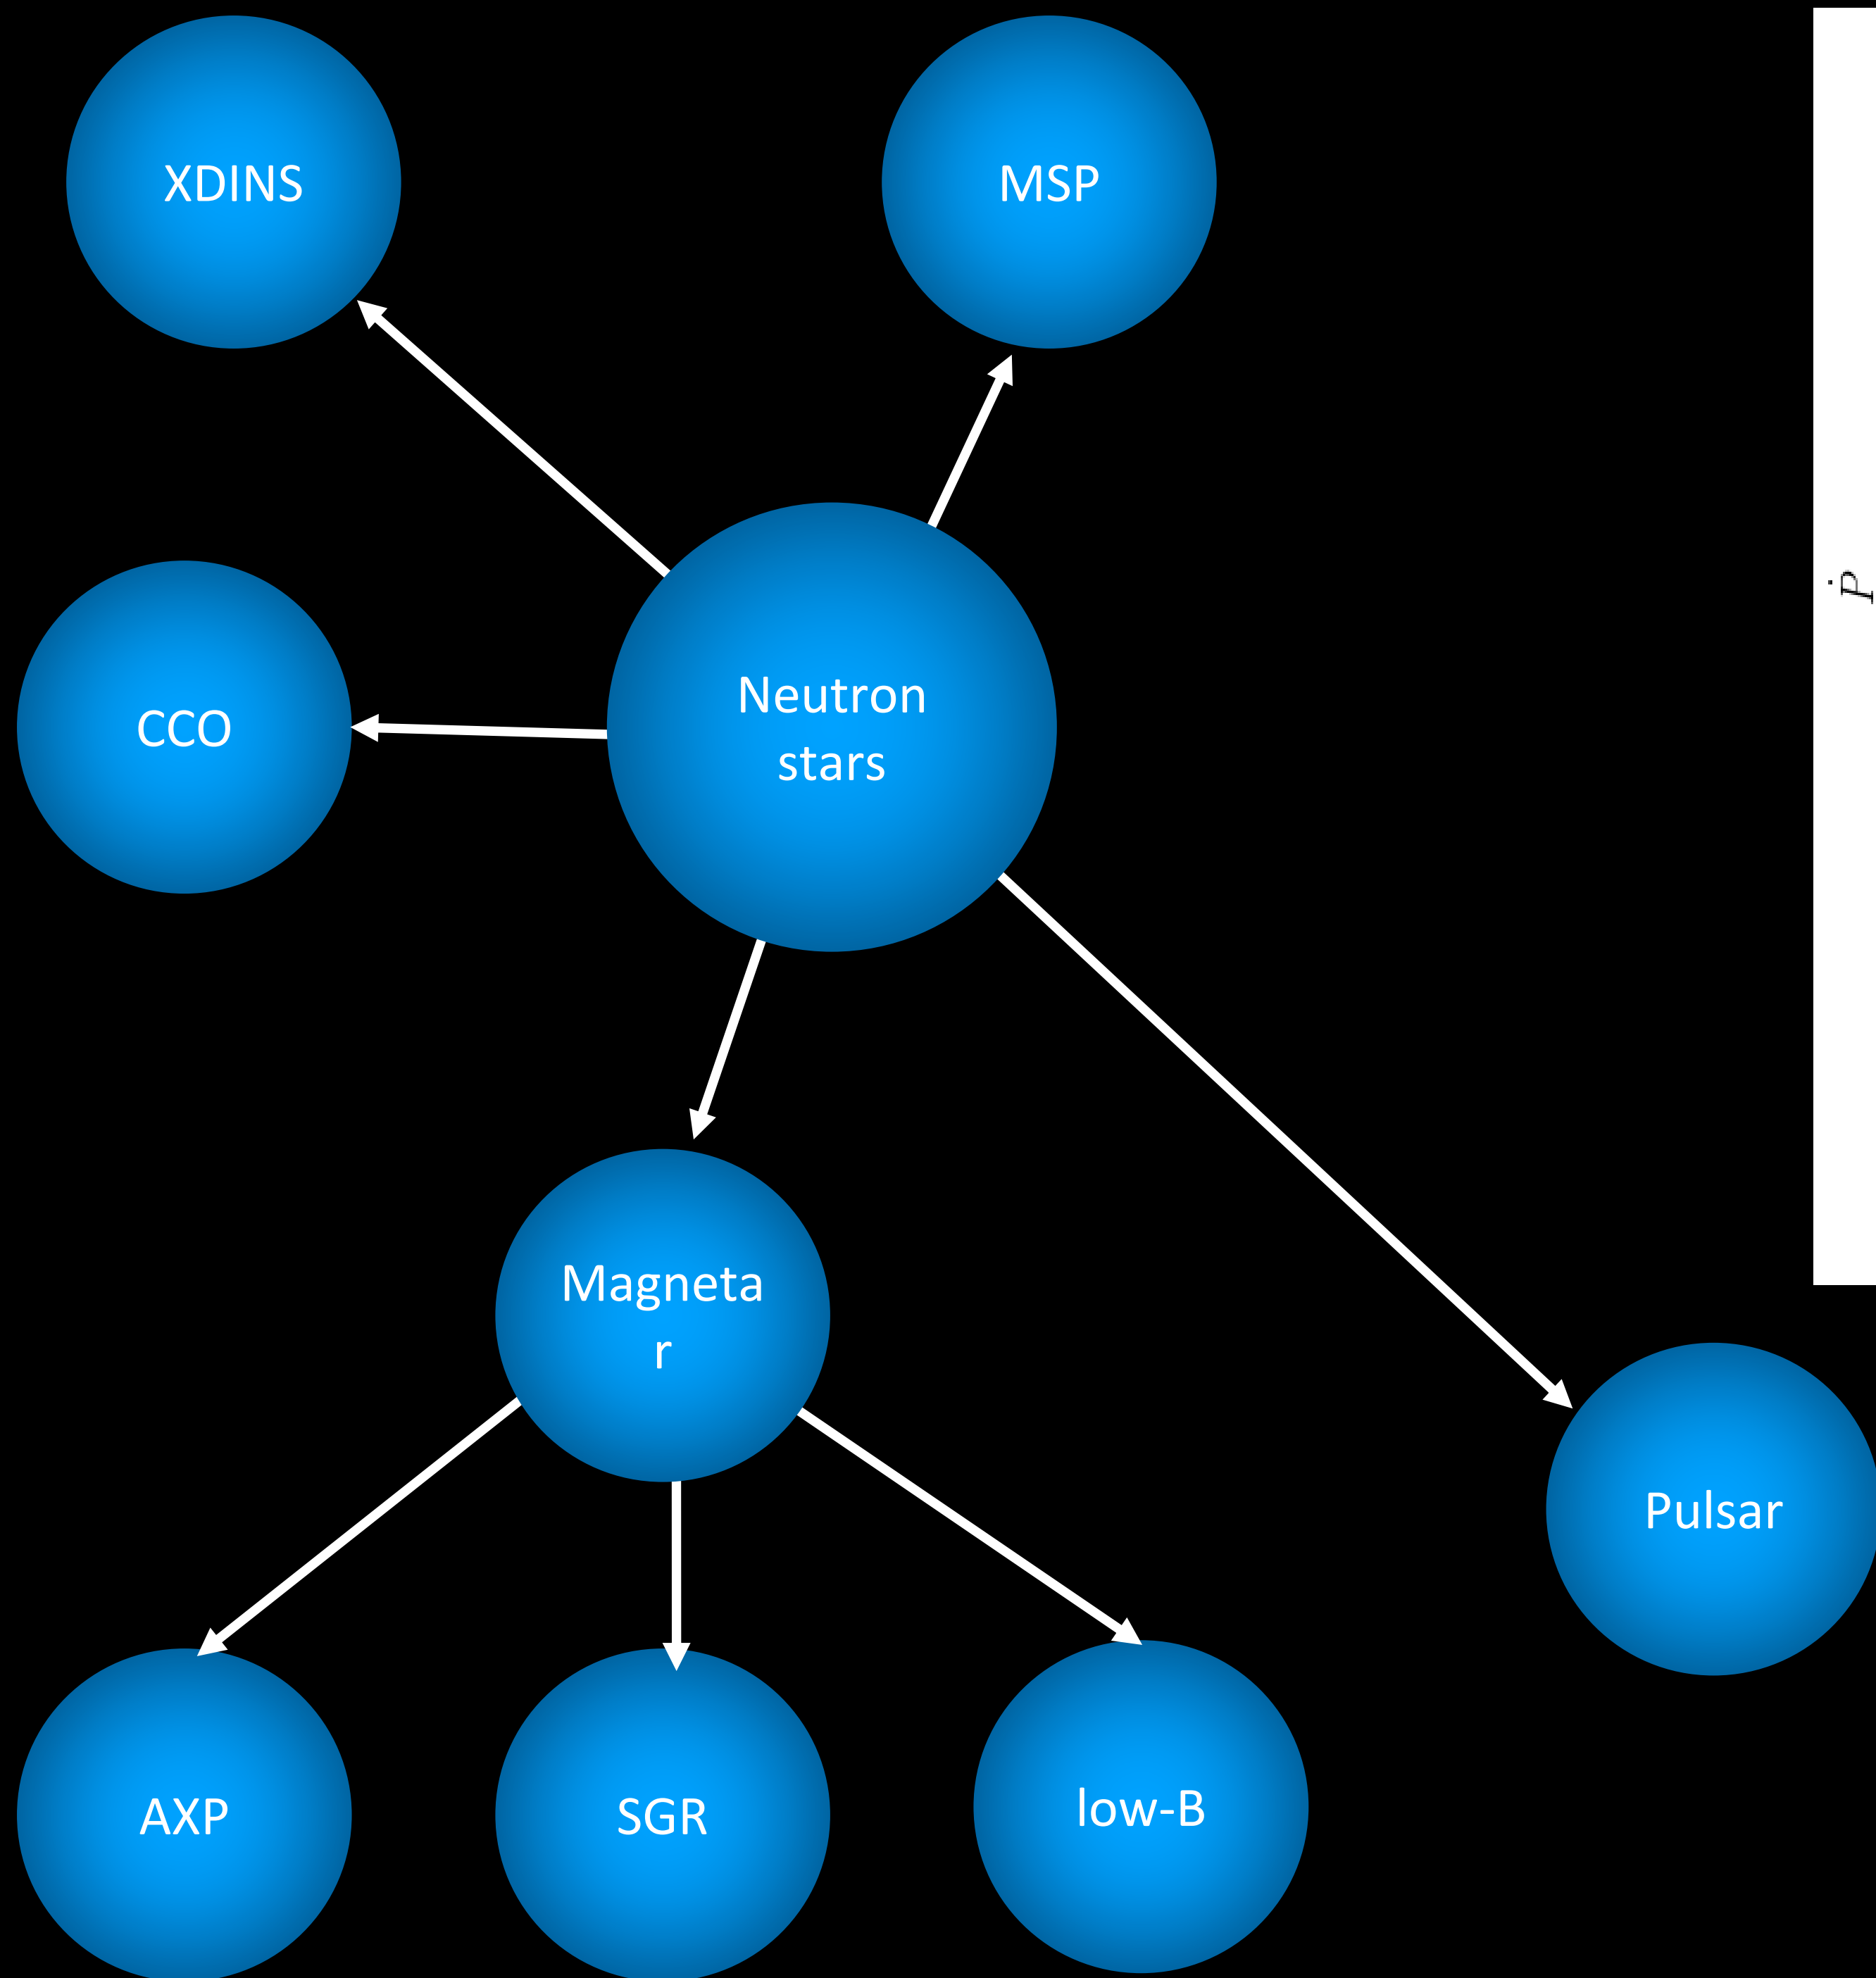 XDINS
MSP
Ṗ
Neutron
stars
CCO
Magneta
r
Pulsar
AXP
SGR
low-B